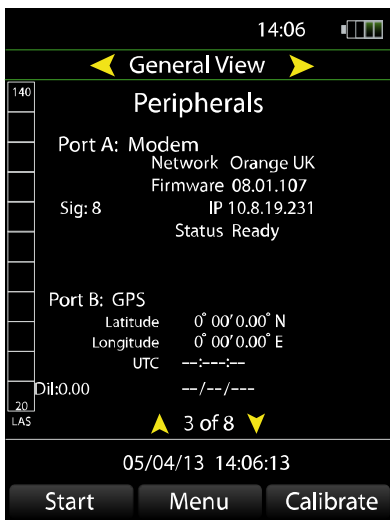 14:06
General View
140
Peripherals
Port A: Modem
Network Orange UK
Firmware 08.01.107
Sig: 8 IP 10.8.19.231
Status Ready
Port B: GPS
Latitude 0° 00' 0.00" N
Longitude 0° 00' 0.00" E
UTC --:---:--
Dil:0.00 --/--/---
20
LAS
3 of 8
05/04/13 14:06:13
Start Menu Calibrate